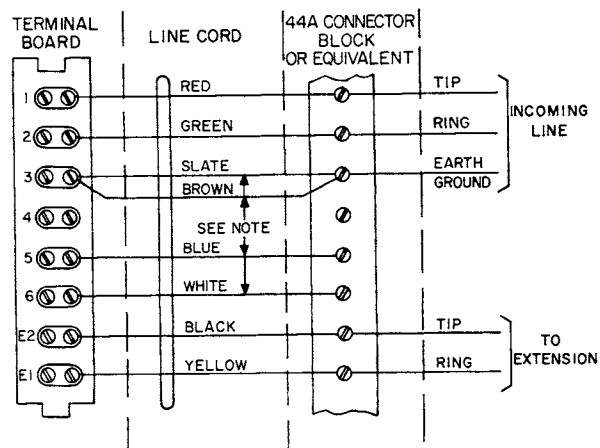 TERMINAL
BOARD
LINE CORD
44A CONNECTOR
BLOCK
OR EQUIVALENT
1
RED
TIP
2
GREEN
RING
INCOMING
LINE
3
SLATE
BROWN
EARTH
GROUND
4
SEE NOTE
5
BLUE
6
WHITE
E2
BLACK
TIP
E1
YELLOW
RING
TO
EXTENSION